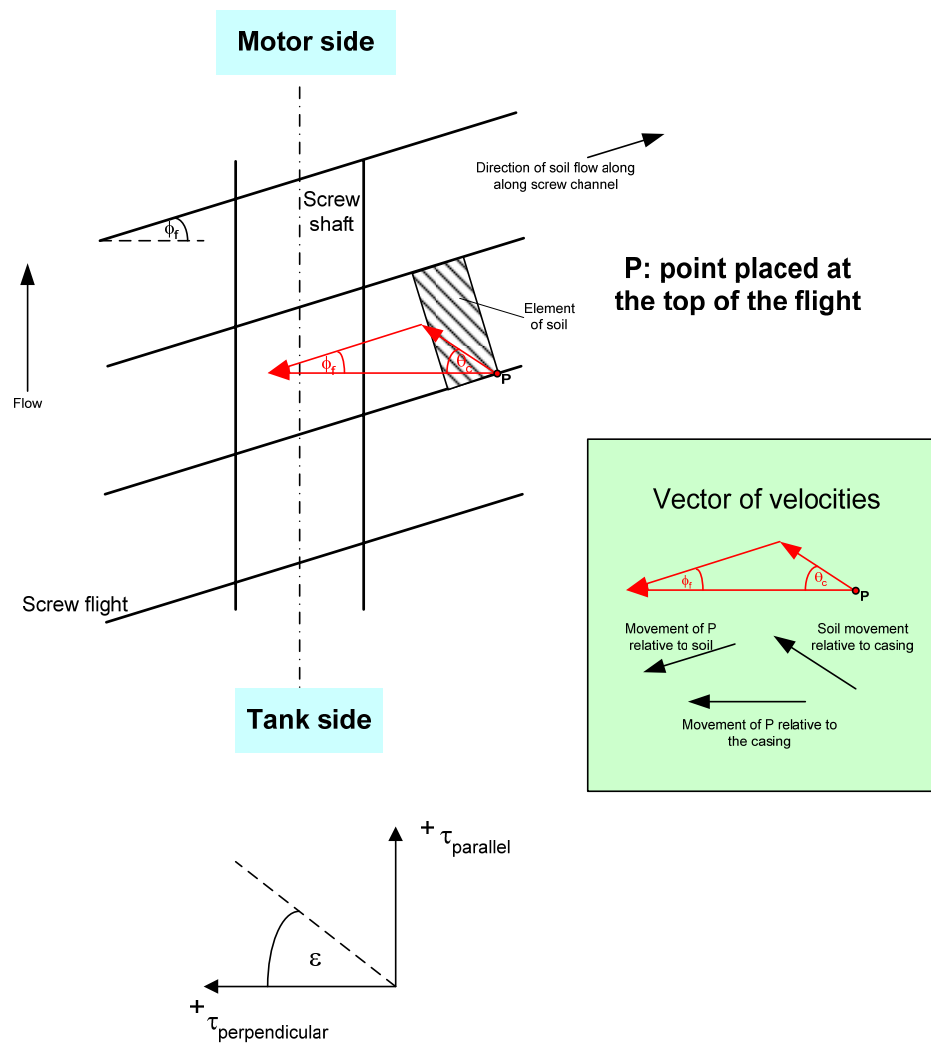 Motor side
Direction of soil flow along
along screw channel
Screw
shaft
ϕf
P: point placed at
the top of the flight
Element
of soil
ϕf
θc
P
Flow
Vector of velocities
ϕf
θc
P
Screw flight
Movement of P
relative to soil
Soil movement
relative to casing
Tank side
Movement of P relative to
the casing
+ τparallel
ε
+ τperpendicular